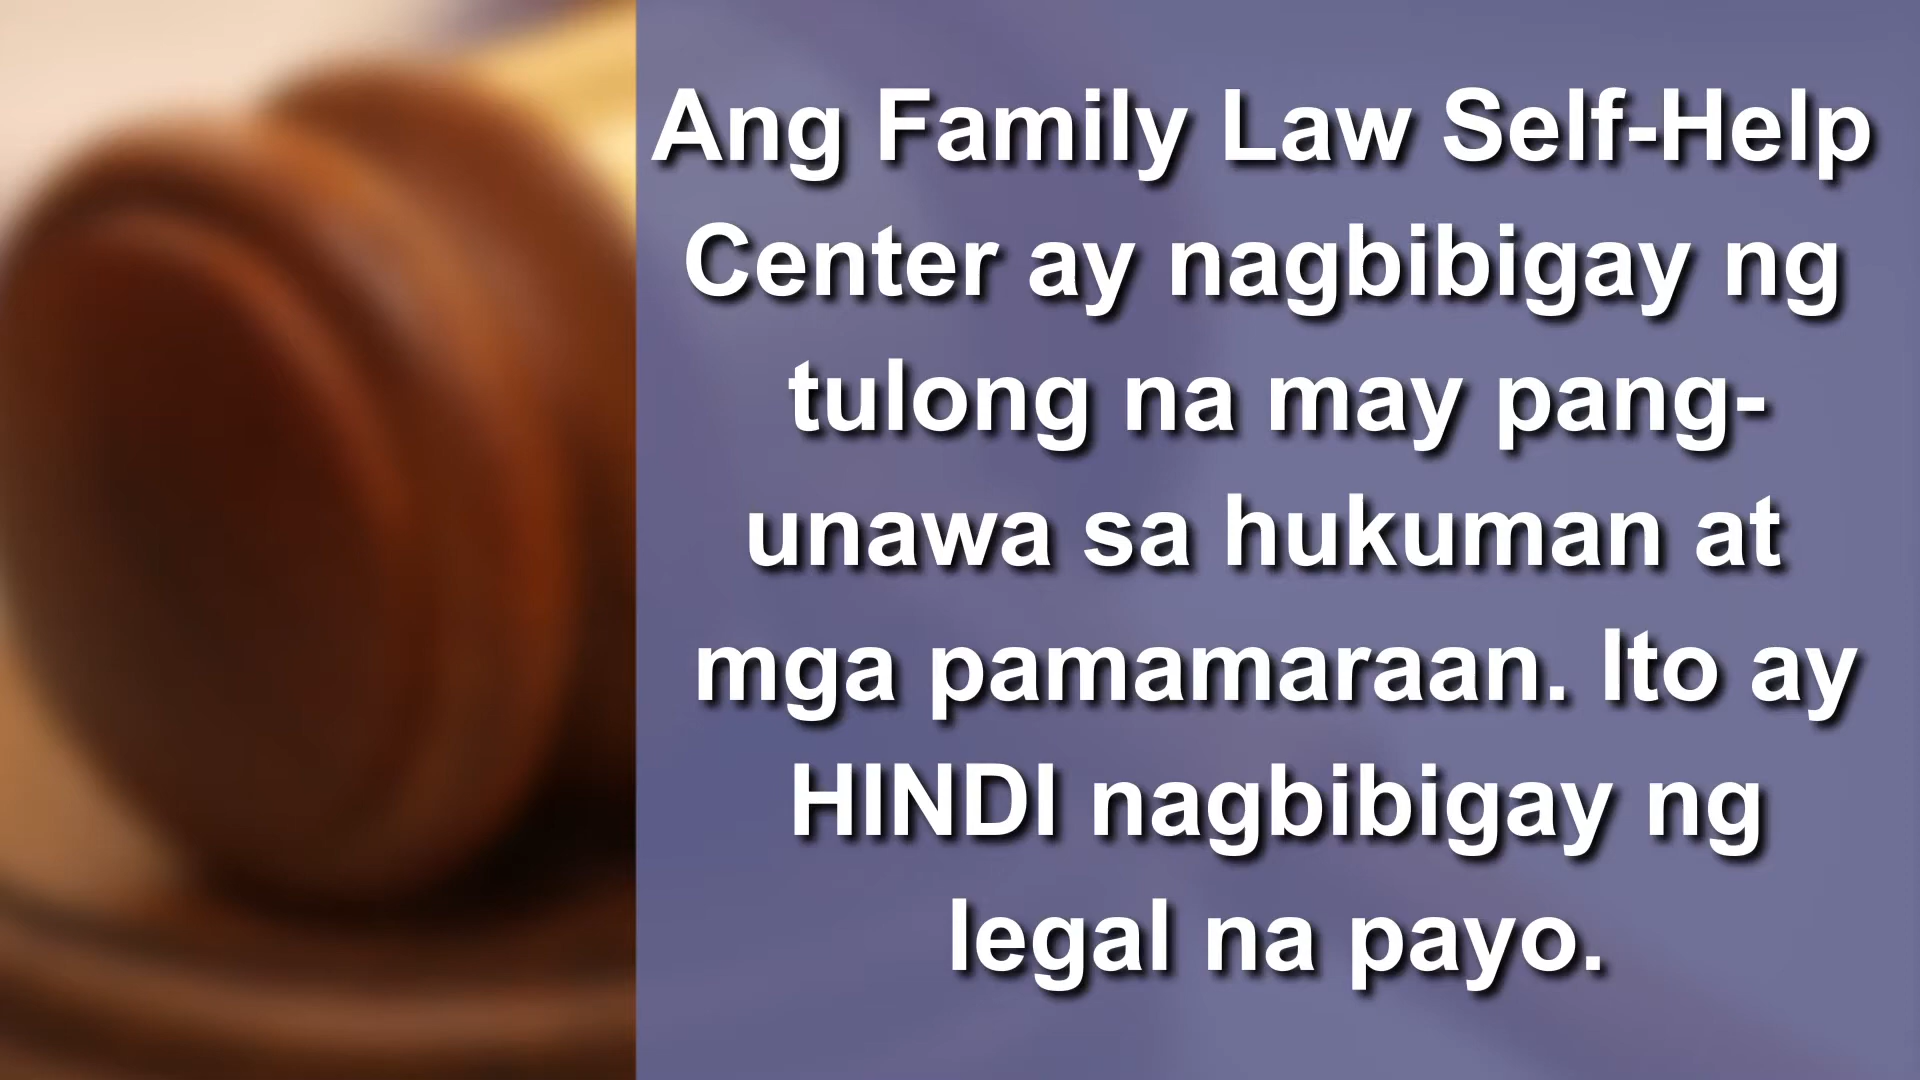 Ang Family Law Self-Help
Center ay nagbibigay ng
tulong na may pang-
unawa sa hukuman at
mga pamamaraan. Ito ay
HINDI nagbibigay ng
legal na payo.